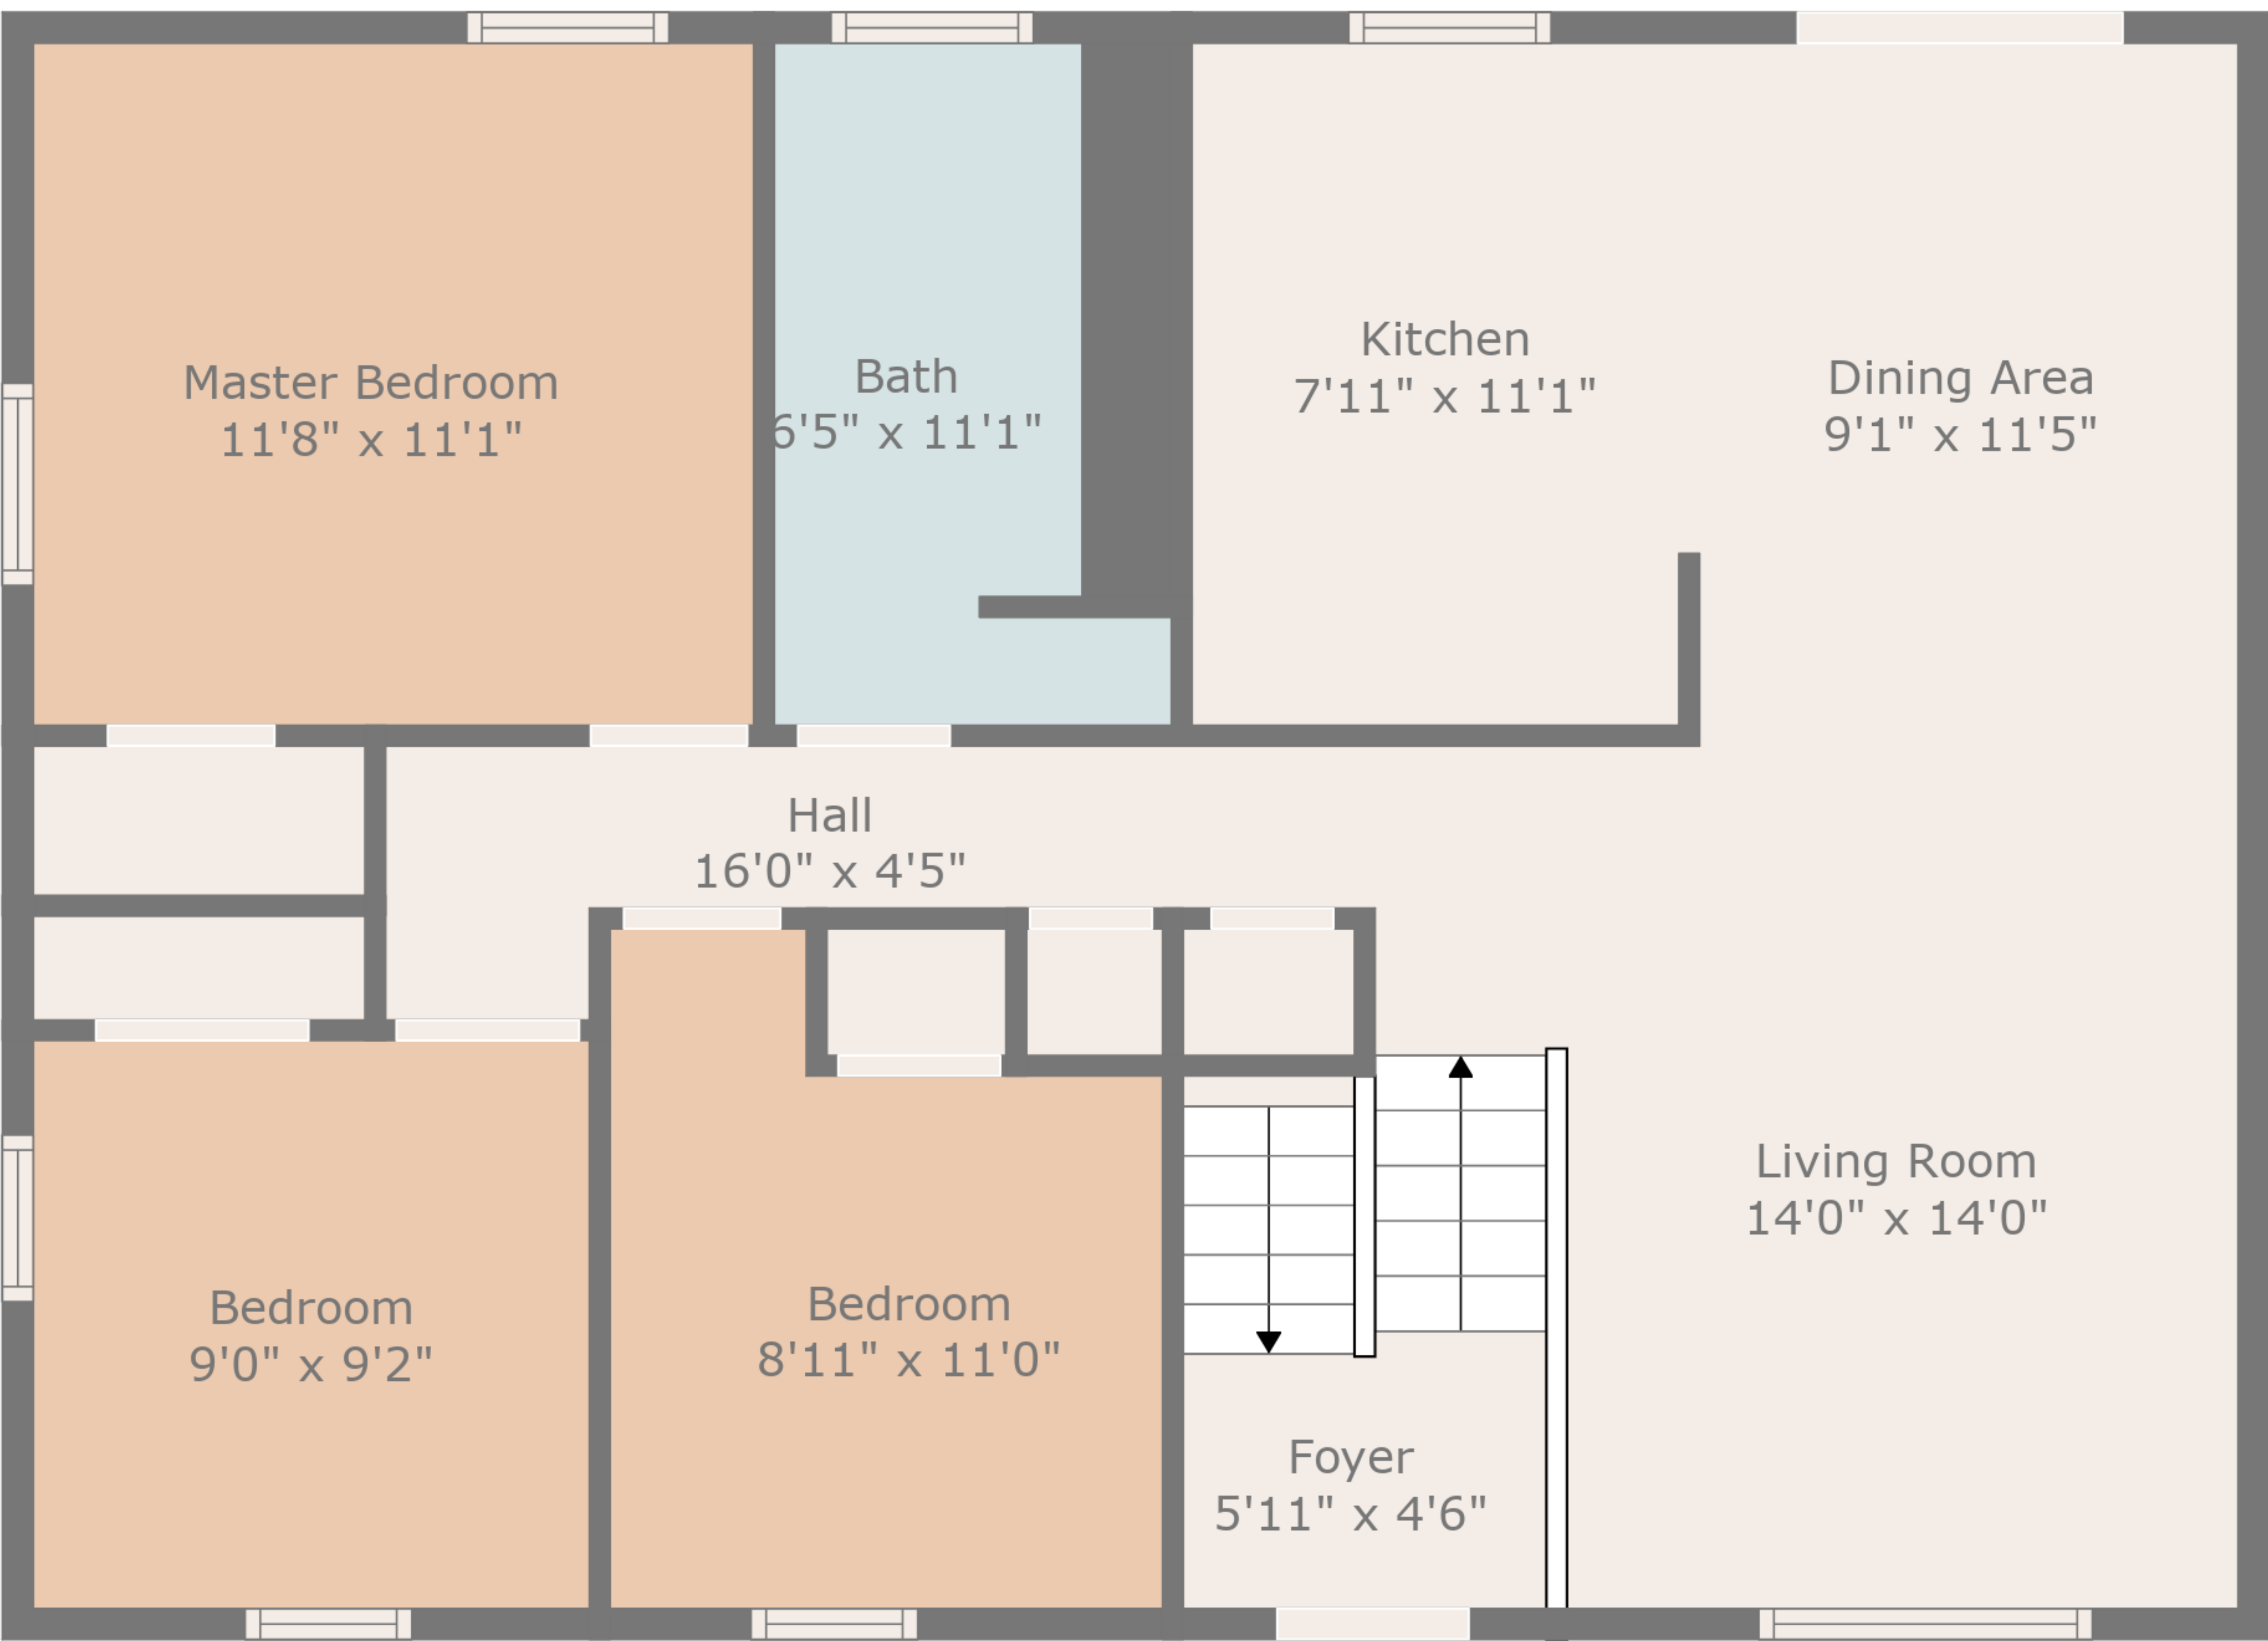 Master Bedroom
11'8" x 11'1"
Bath
6'5" x 11'1"
Kitchen
7'11" x 11'1"
Dining Area
9'1" x 11'5"
Hall
16'0" x 4'5"
Living Room
14'0" x 14'0"
Bedroom
9'0" x 9'2"
Bedroom
8'11" x 11'0"
Foyer
5'11" x 4'6"